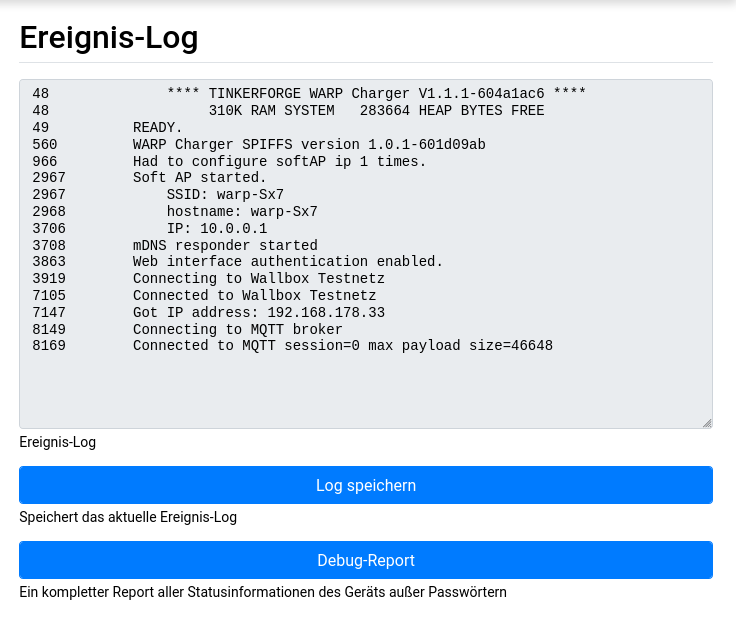 Ereignis-Log
48              **** TINKERFORGE WARP Charger V1.1.1-604a1ac6 ****
48                   310K RAM SYSTEM   283664 HEAP BYTES FREE
49          READY.
560         WARP Charger SPIFFS version 1.0.1-601d09ab
966         Had to configure softAP ip 1 times.
2967        Soft AP started.
2967            SSID: warp-Sx7
2968            hostname: warp-Sx7
3706            IP: 10.0.0.1
3708        mDNS responder started
3863        Web interface authentication enabled.
3919        Connecting to Wallbox Testnetz
7105        Connected to Wallbox Testnetz
7147        Got IP address: 192.168.178.33
8149        Connecting to MQTT broker
8169        Connected to MQTT session=0 max payload size=46648
Ereignis-Log
Log speichern
Speichert das aktuelle Ereignis-Log
Debug-Report
Ein kompletter Report aller Statusinformationen des Geräts außer Passwörtern